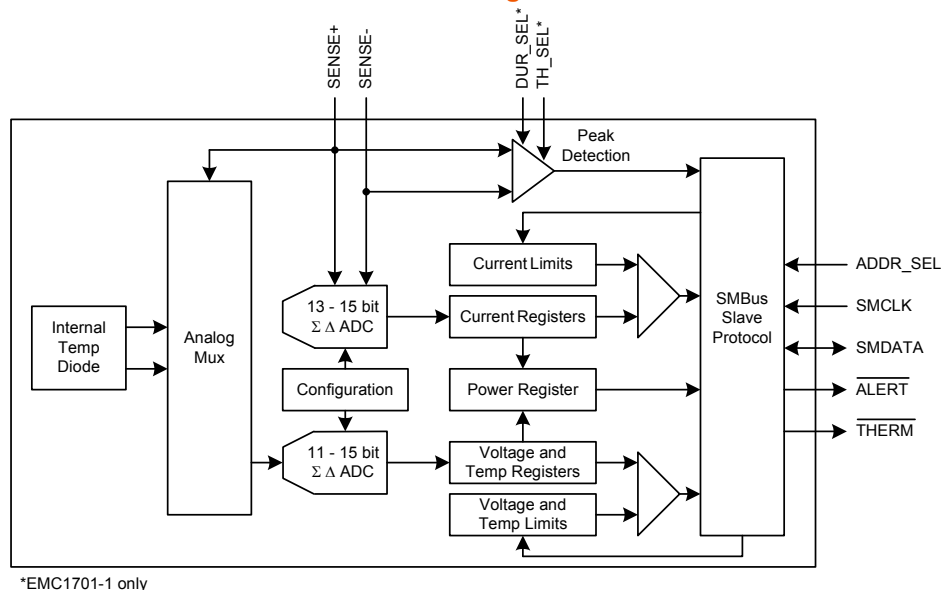 SENSE+
SENSE-
DUR_SEL*
TH_SEL*
Peak
Detection
Current Limits
Current Registers
Power Register
Voltage and
Temp Registers
Voltage and
Temp Limits
13 - 15 bit
Σ Δ ADC
Configuration
11 - 15 bit
Σ Δ ADC
Internal
Temp
Diode
Analog
Mux
SMBus
Slave
Protocol
ADDR_SEL
SMCLK
SMDATA
ALERT
THERM
*EMC1701-1 only